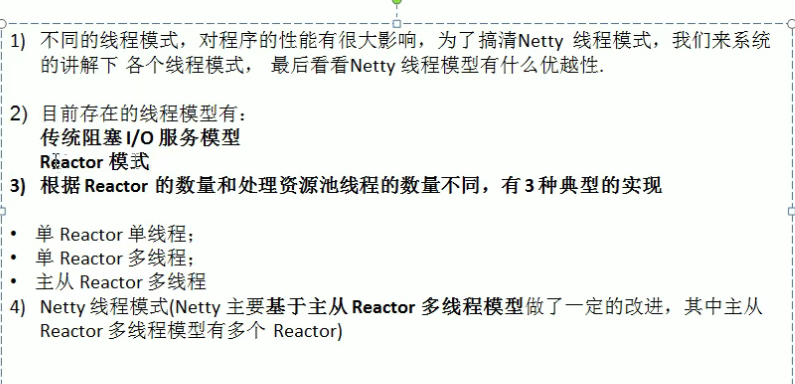 1) 不同的线程模式，对程序的性能有很大影响，为了搞清Netty 线程模式，我们来系统
的讲解下 各个线程模式， 最后看看Netty 线程模型有什么优越性.
2) 目前存在的线程模型有：
传统阻塞 I/O 服务模型
Reactor 模式
3) 根据 Reactor 的数量和处理资源池线程的数量不同，有 3 种典型的实现
• 单 Reactor 单线程；
• 单 Reactor 多线程；
• 主从 Reactor 多线程
4) Netty 线程模式(Netty 主要基于主从 Reactor 多线程模型做了一定的改进，其中主从
Reactor 多线程模型有多个 Reactor)